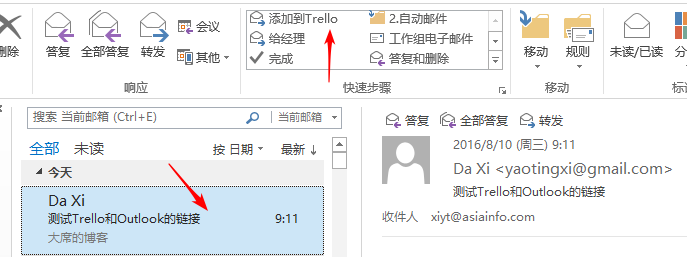 删除 答复 全部答复 转发 会议 其他
响应
添加到Trello 2.自动邮件
给经理 工作组电子邮件
完成 答复和删除
快速步骤
移动 规则
移动
未读/已读 分
标
搜索 当前邮箱 (Ctrl+E) 当前邮箱
全部 未读 按 日期 最新 ↓
今天
Da Xi
测试Trello和Outlook的链接 9:11
大席的博客
答复 全部答复 转发
2016/8/10 (周三) 9:11
Da Xi <yaotingxi@gmail.com>
测试Trello和Outlook的链接
收件人 xiyt@asiainfo.com